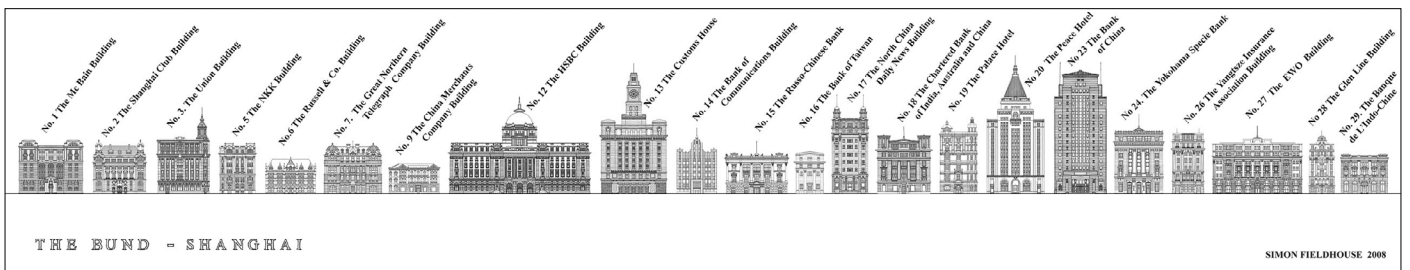 No. 1 The Mc Bain Building
No. 2 The Shanghai Club Building
No. 3. The Union Building
No. 5 The NKK Building
No.6 The Russell & Co. Building
No. 7. The Great Northern
Telegraph Company Building
No. 9 The China Merchants
Company Building
No. 12 The HSBC Building
No. 13 The Customs House
No. 14 The Bank of
Communications Building
No. 15 The Russo-Chinese Bank
No. 16 The Bank of Taiwan
No. 17 The North China
Daily News Building
No. 18 The Chartered Bank
of India, Australia and China
No. 19 The Palace Hotel
No 20 The Peace Hotel
No. 23 The Bank
of China
No. 24. The Yokohama Specie Bank
No. 26 The Yangtsze Insurance
Association Building
No. 27 The EWO Building
No. 28 The Glen Line Building
No. 29. The Banque
de L'Indo-Chine
THE BUND - SHANGHAI
SIMON FIELDHOUSE 2008